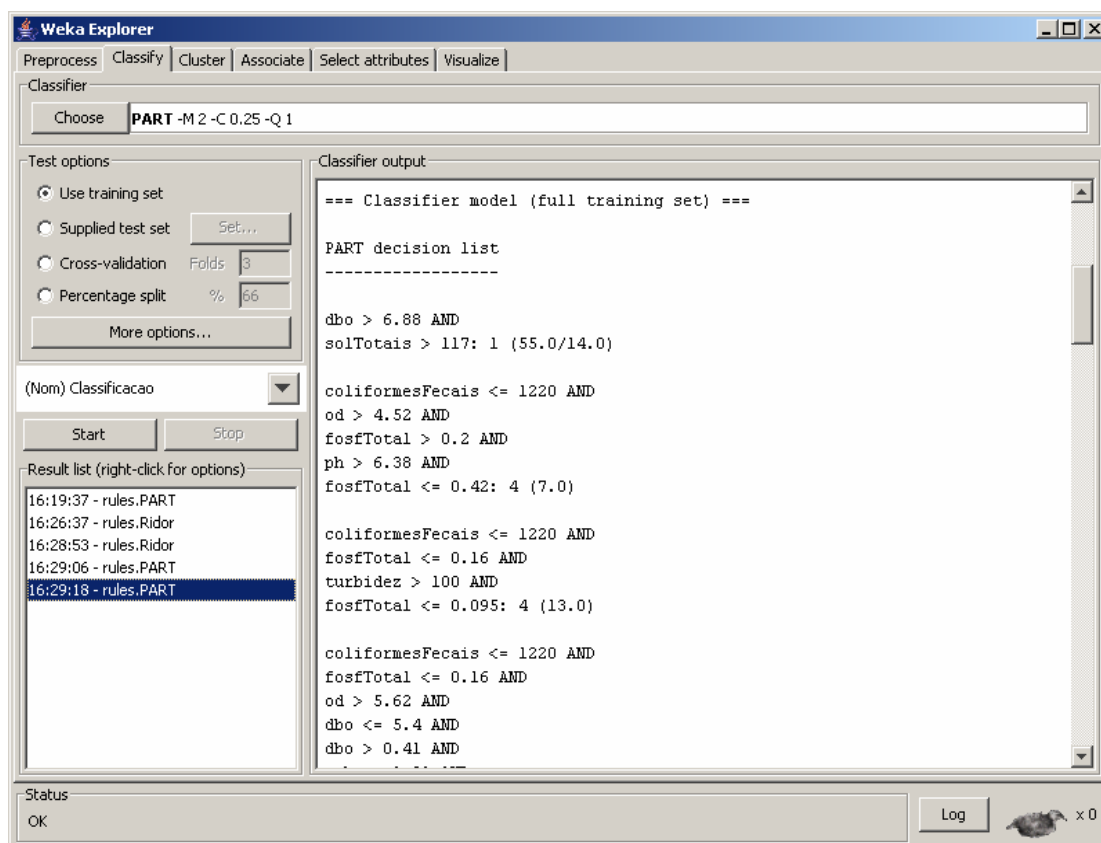 Weka Explorer
Preprocess Classify Cluster Associate Select attributes Visualize
Classifier
Choose PART -M 2 -C 0.25 -Q 1
Test options
Use training set
Supplied test set Set...
Cross-validation Folds 3
Percentage split % 66
More options...
(Nom) Classificacao
Start Stop
Result list (right-click for options)
16:19:37 - rules.PART
16:26:37 - rules.Ridor
16:28:53 - rules.Ridor
16:29:06 - rules.PART
16:29:18 - rules.PART
Classifier output
=== Classifier model (full training set) ===
PART decision list
------------------
dbo > 6.88 AND
solTotais > 117: 1 (55.0/14.0)
coliformesFecais <= 1220 AND
od > 4.52 AND
fosfTotal > 0.2 AND
ph > 6.38 AND
fosfTotal <= 0.42: 4 (7.0)
coliformesFecais <= 1220 AND
fosfTotal <= 0.16 AND
turbidez > 100 AND
fosfTotal <= 0.095: 4 (13.0)
coliformesFecais <= 1220 AND
fosfTotal <= 0.16 AND
od > 5.62 AND
dbo <= 5.4 AND
dbo > 0.41 AND
Status
OK
Log x 0